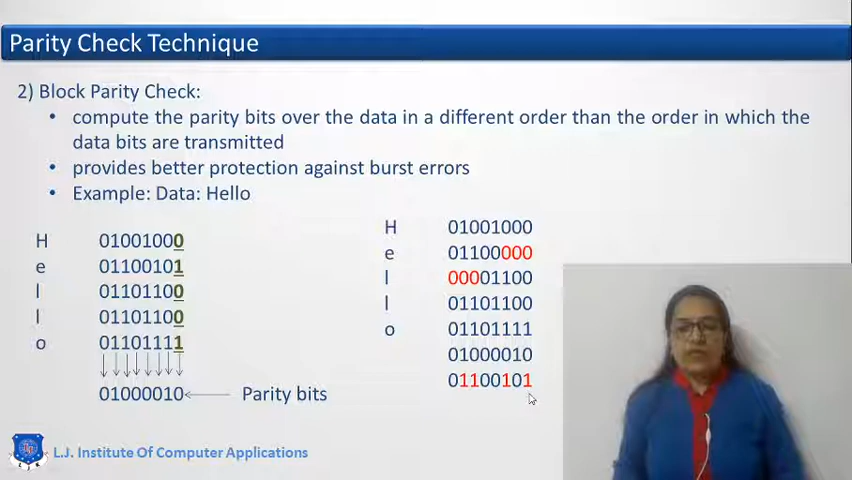 Parity Check Technique
2) Block Parity Check:
• compute the parity bits over the data in a different order than the order in which the
data bits are transmitted
• provides better protection against burst errors
• Example: Data: Hello
H 01001000
e 01100101
l 01101100
l 01101100
o 01101111
01000010 Parity bits
H 01001000
e 01100000
l 00001100
l 01101100
o 01101111
01000010
01100101
LJK
L.J. Institute Of Computer Applications